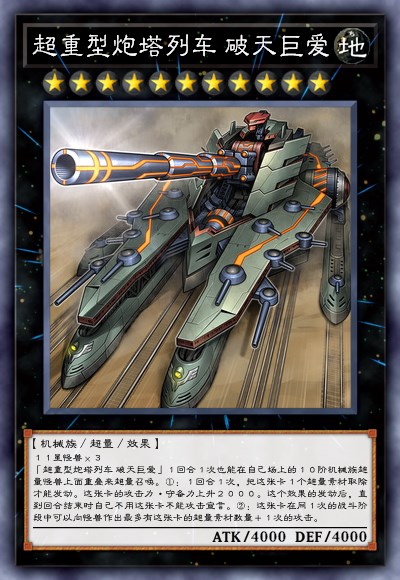 超重型炮塔列车 破天巨爱 地
【机械族／超量／效果】
１１星怪兽×３
「超重型炮塔列车 破天巨爱」１回合１次也能在自己场上的１０阶机械族超
量怪兽上面重叠来超量召唤。①：１回合１次，把这张卡１个超量素材取除
才能发动。这张卡的攻击力·守备力上升２０００。这个效果的发动后，直
到回合结束时自己不用这张卡不能攻击宣言。②：这张卡在同１次的战斗阶
段中可以向怪兽作出最多有这张卡的超量素材数量＋１次的攻击。
ATK/4000 DEF/4000